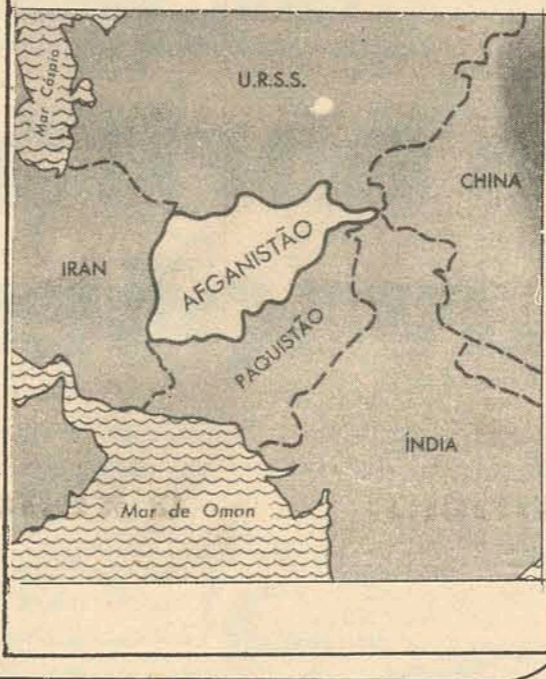 Mar Cáspio
U.R.S.S.
CHINA
IRAN
AFGANISTÃO
PAQUISTÃO
ÍNDIA
Mar de Omon